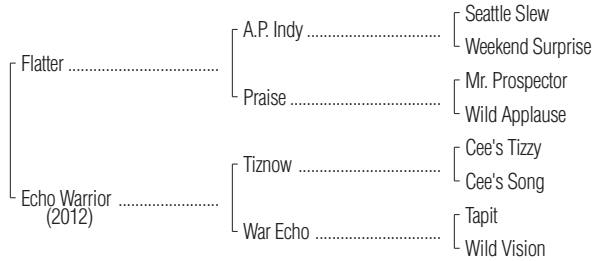 Seattle Slew
A.P. Indy
Weekend Surprise
Flatter
Mr. Prospector
Praise
Wild Applause
Cee's Tizzy
Tiznow
Cee's Song
Echo Warrior
(2012)
Tapit
War Echo
Wild Vision